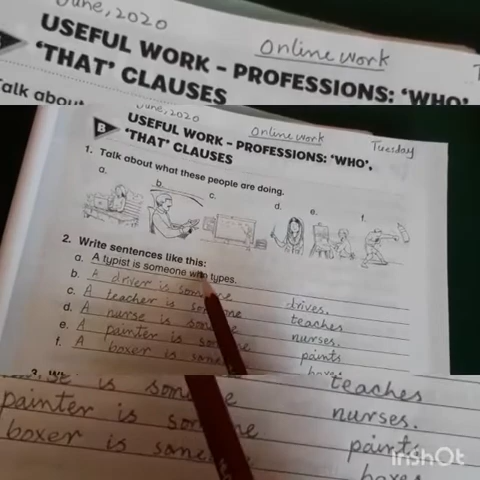 June, 2020
USEFUL WORK – PROFESSIONS: 'WHO',
Online work
'THAT' CLAUSES
Talk about
June, 2020
B USEFUL WORK – PROFESSIONS: 'WHO',
Online work
'THAT' CLAUSES
Tuesday
1. Talk about what these people are doing.
a. b. c. d. e. f.
2. Write sentences like this:
a. A typist is someone who types.
b. A driver is someone drives.
c. A teacher is someone teaches
d. A nurse is someone nurses.
e. A painter is someone paints
f. A boxer is some
is teaches
painter is nurses.
boxer is paints
InShOt